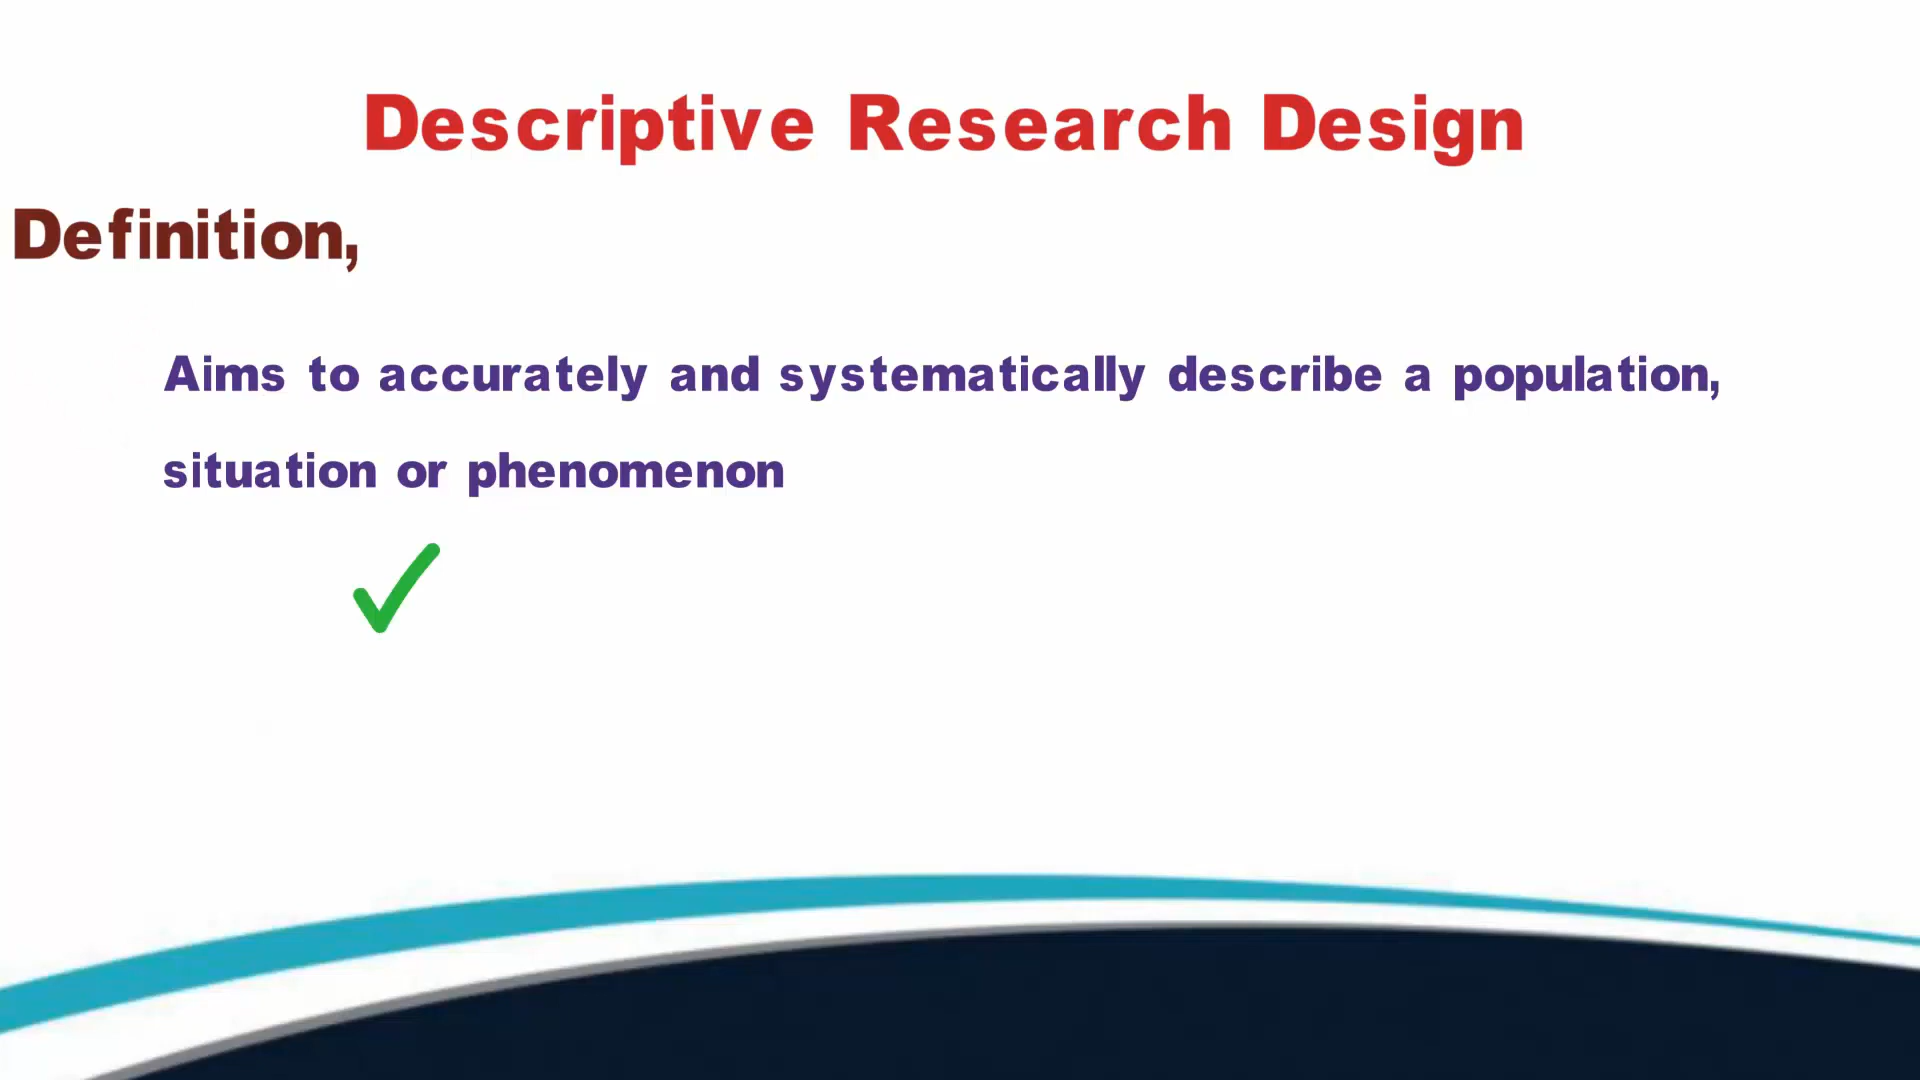 Descriptive Research Design
Definition,
Aims to accurately and systematically describe a population,
situation or phenomenon